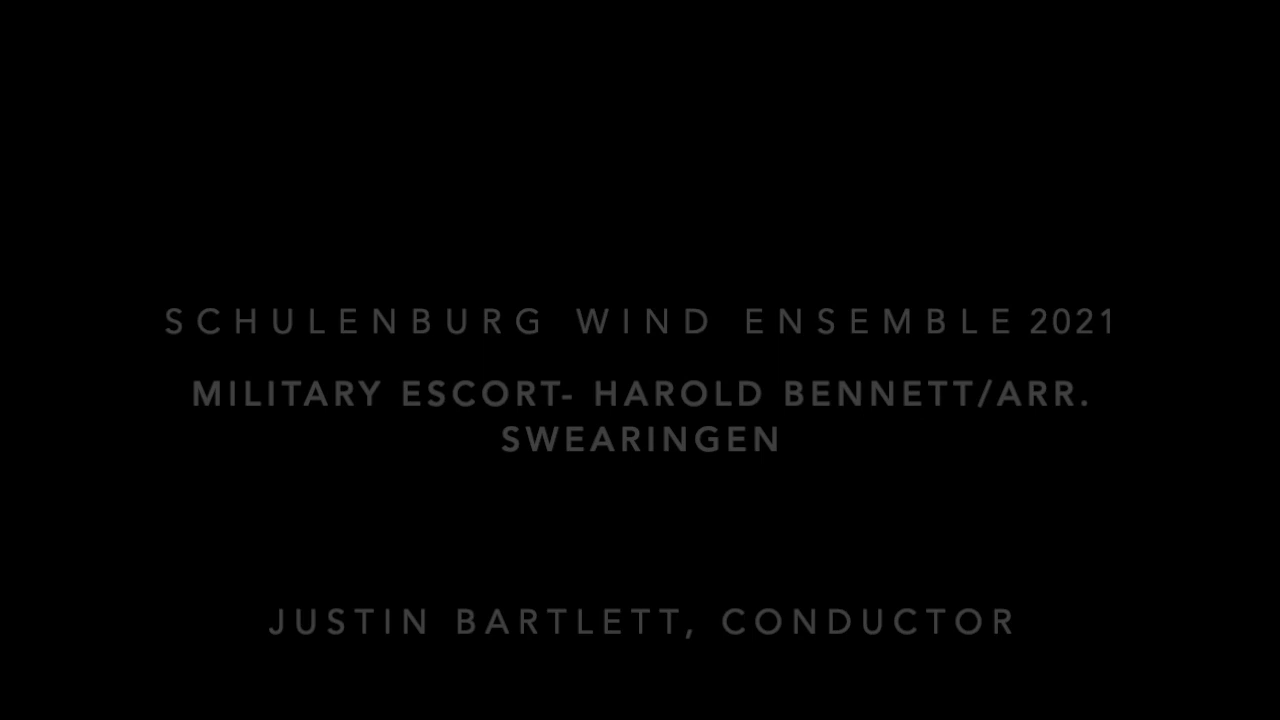 SCHULENBURG WIND ENSEMBLE 2021
MILITARY ESCORT- HAROLD BENNETT/ARR.
SWEARINGEN
JUSTIN BARTLETT, CONDUCTOR